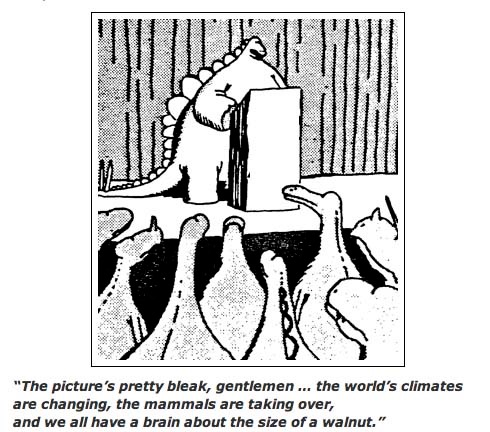 “The picture’s pretty bleak, gentlemen ... the world’s climates
are changing, the mammals are taking over,
and we all have a brain about the size of a walnut.”